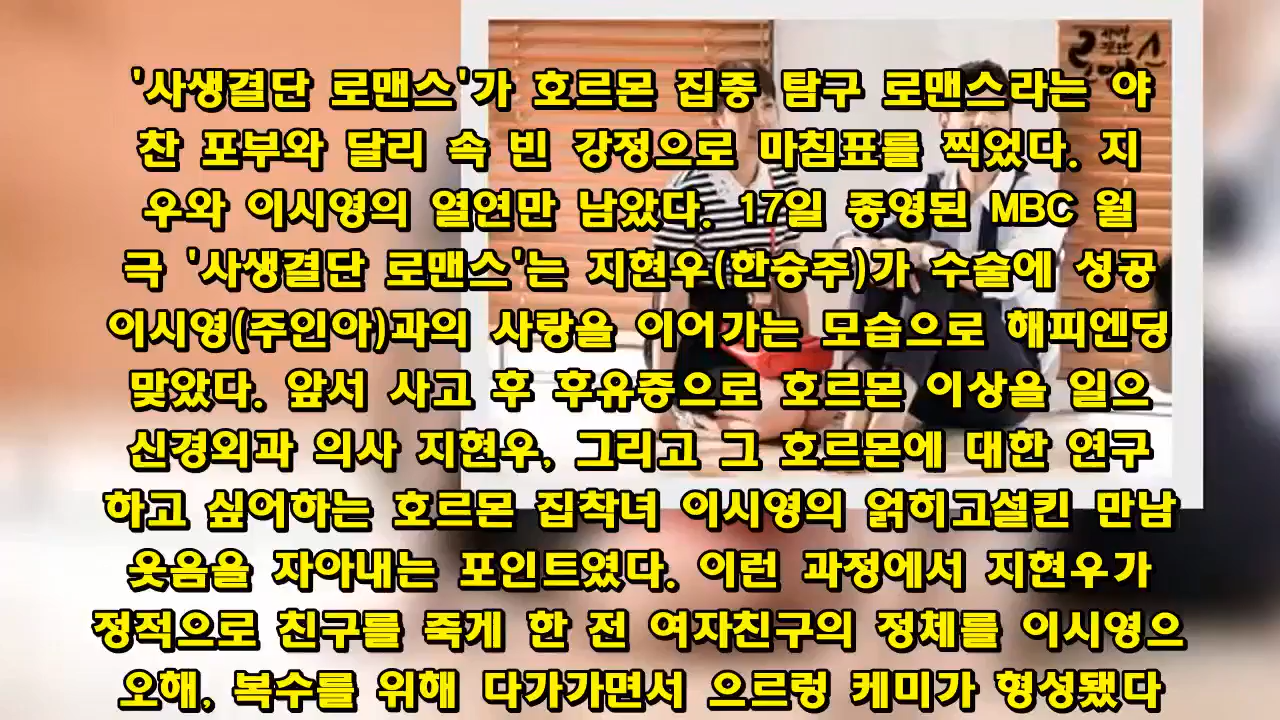 '사생결단 로맨스'가 호르몬 집중 탐구 로맨스라는 야
찬 포부와 달리 속 빈 강정으로 마침표를 찍었다. 지
우와 이시영의 열연만 남았다. 17일 종영된 MBC 월
극 '사생결단 로맨스'는 지현우(한승주)가 수술에 성공
이시영(주인아)과의 사랑을 이어가는 모습으로 해피엔딩
맞았다. 앞서 사고 후 후유증으로 호르몬 이상을 일으
신경외과 의사 지현우, 그리고 그 호르몬에 대한 연구
하고 싶어하는 호르몬 집착녀 이시영의 얽히고설킨 만남
웃음을 자아내는 포인트였다. 이런 과정에서 지현우가
정적으로 친구를 죽게 한 전 여자친구의 정체를 이시영으
오해, 복수를 위해 다가가면서 으르렁 케미가 형성됐다